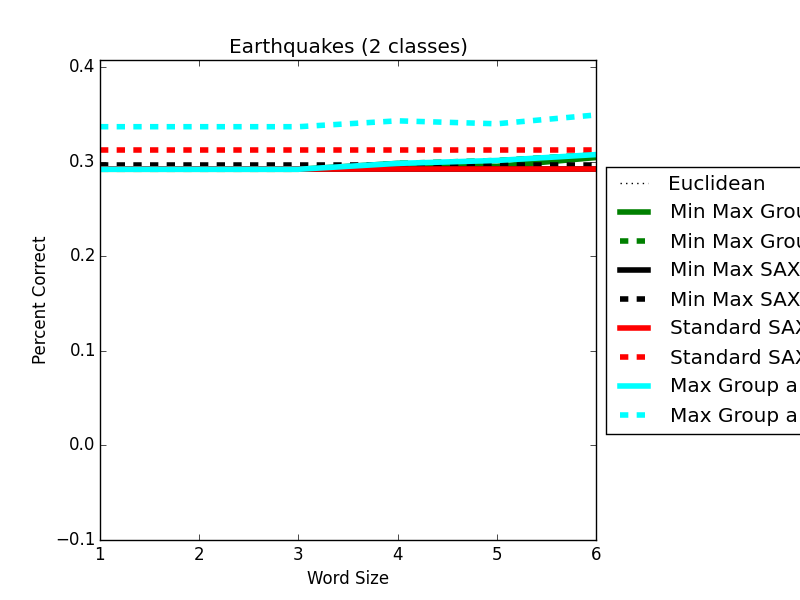 Earthquakes (2 classes)
0.4
0.3
0.2
0.1
0.0
−0.1
Percent Correct
1 2 3 4 5 6
Word Size
Euclidean
Min Max Grou
Min Max Grou
Min Max SAX
Min Max SAX
Standard SAX
Standard SAX
Max Group a
Max Group a